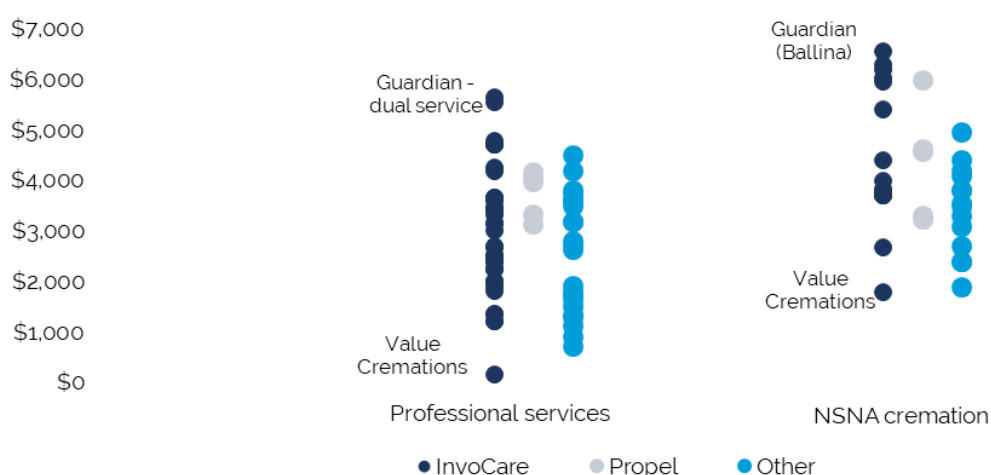 $7,000
$6,000
$5,000
$4,000
$3,000
$2,000
$1,000
$0
Guardian -
dual service
Value
Cremations
Guardian
(Ballina)
Value
Cremations
Professional services
NSNA cremation
InvoCare
Propel
Other